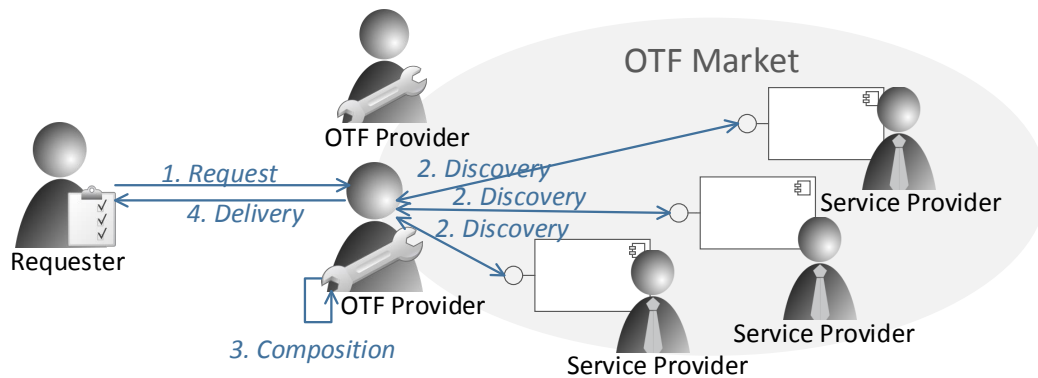 OTF Market
OTF Provider
1. Request
2. Discovery
2. Discovery
4. Delivery
2. Discovery
Service Provider
Requester
OTF Provider
Service Provider
3. Composition
Service Provider